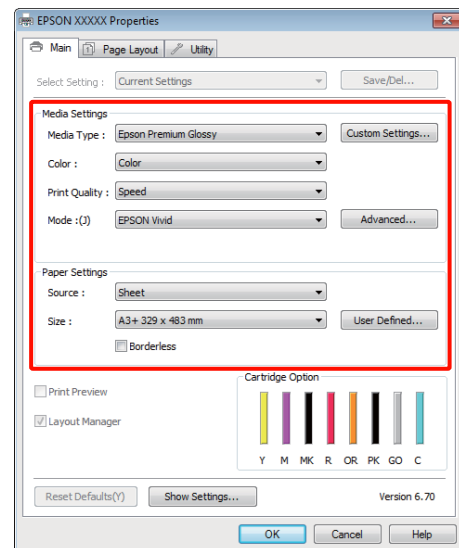 EPSON XXXXX Properties
Main Page Layout Utility
Select Setting : Current Settings Save/Del...
Media Settings
Media Type : Epson Premium Glossy Custom Settings...
Color : Color
Print Quality : Speed
Mode :(J) EPSON Vivid Advanced...
Paper Settings
Source : Sheet
Size : A3+ 329 x 483 mm User Defined...
Borderless
Cartridge Option
Print Preview
Layout Manager
Y M MK R OR PK GO C
Reset Defaults(Y) Show Settings... Version 6.70
OK Cancel Help